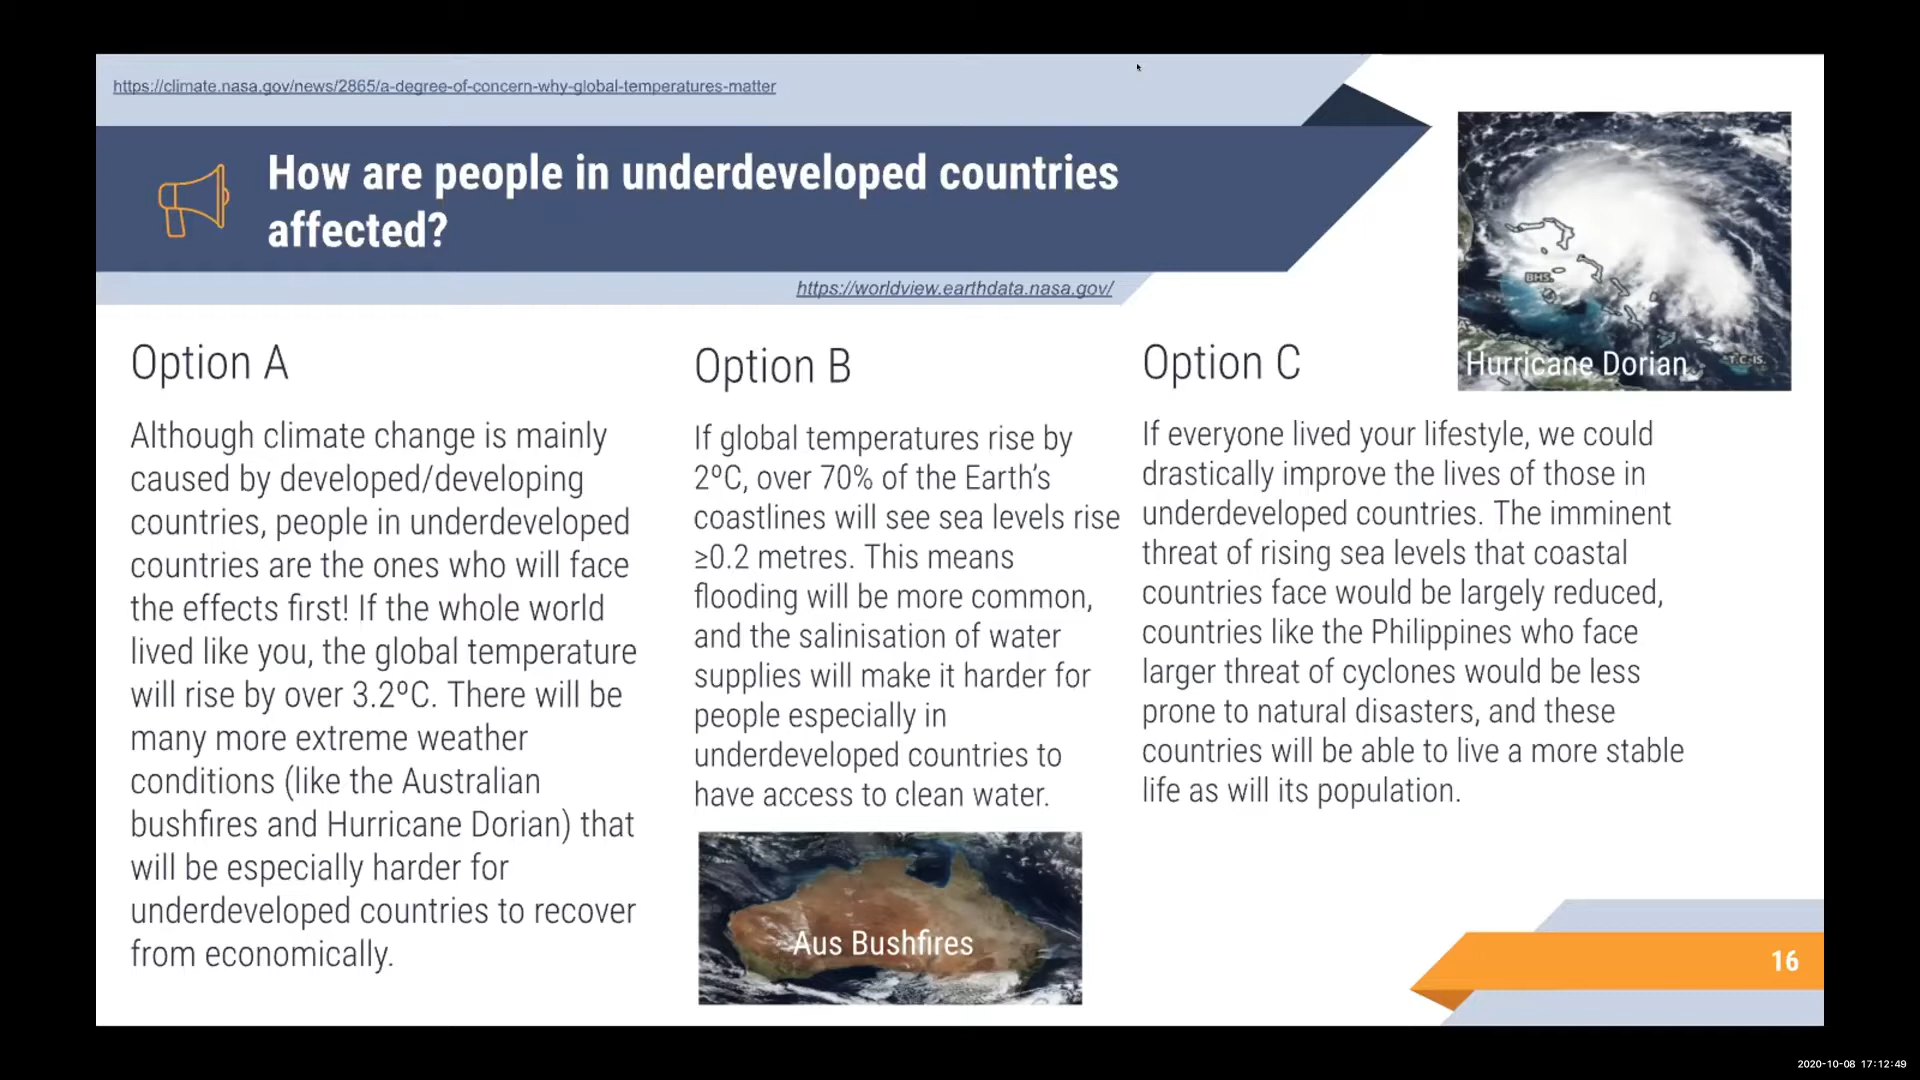 https://climate.nasa.gov/news/2865/a-degree-of-concern-why-global-temperatures-matter
How are people in underdeveloped countries
affected?
https://worldview.earthdata.nasa.gov/
BHS.
T.C-IS.
Hurricane Dorian
Option A
Although climate change is mainly
caused by developed/developing
countries, people in underdeveloped
countries are the ones who will face
the effects first! If the whole world
lived like you, the global temperature
will rise by over 3.2ºC. There will be
many more extreme weather
conditions (like the Australian
bushfires and Hurricane Dorian) that
will be especially harder for
underdeveloped countries to recover
from economically.
Option B
If global temperatures rise by
2ºC, over 70% of the Earth's
coastlines will see sea levels rise
≥0.2 metres. This means
flooding will be more common,
and the salinisation of water
supplies will make it harder for
people especially in
underdeveloped countries to
have access to clean water.
Aus Bushfires
Option C
If everyone lived your lifestyle, we could
drastically improve the lives of those in
underdeveloped countries. The imminent
threat of rising sea levels that coastal
countries face would be largely reduced,
countries like the Philippines who face
larger threat of cyclones would be less
prone to natural disasters, and these
countries will be able to live a more stable
life as will its population.
16
2020-10-08 17:12:49